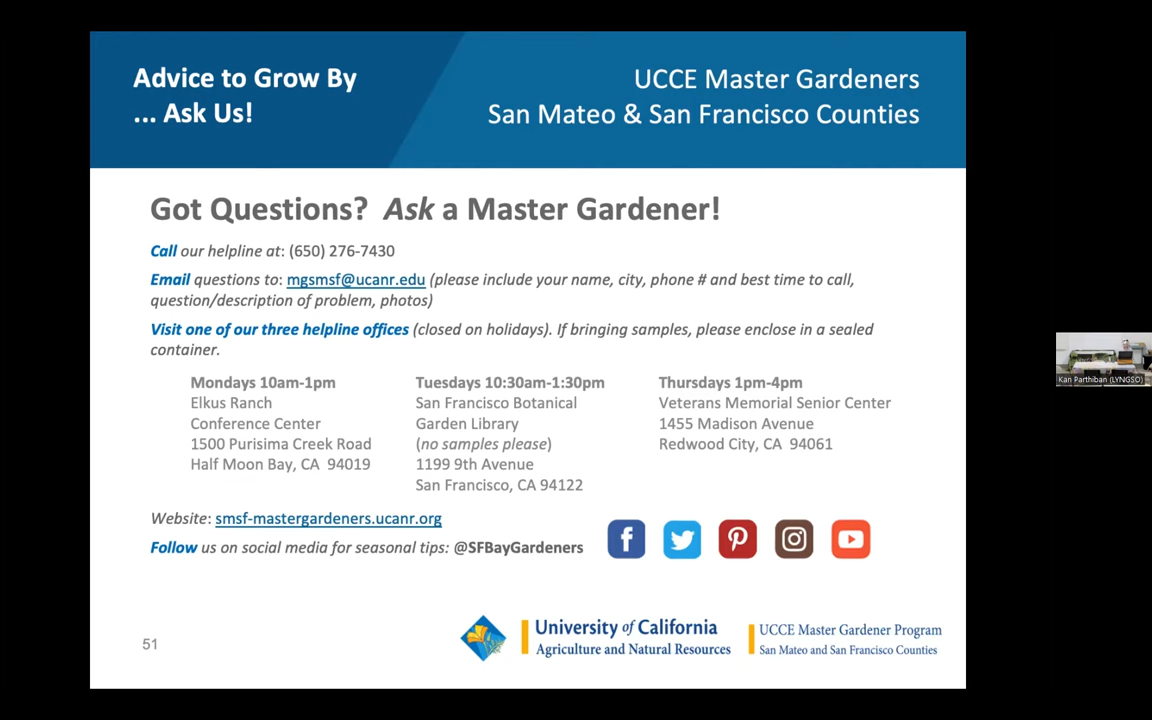 Advice to Grow By
... Ask Us!
UCCE Master Gardeners
San Mateo & San Francisco Counties
Got Questions? Ask a Master Gardener!
Call our helpline at: (650) 276-7430
Email questions to: mgsmsf@ucanr.edu (please include your name, city, phone # and best time to call,
question/description of problem, photos)
Visit one of our three helpline offices (closed on holidays). If bringing samples, please enclose in a sealed
container.
Mondays 10am-1pm
Elkus Ranch
Conference Center
1500 Purisima Creek Road
Half Moon Bay, CA 94019
Tuesdays 10:30am-1:30pm
San Francisco Botanical
Garden Library
(no samples please)
1199 9th Avenue
San Francisco, CA 94122
Thursdays 1pm-4pm
Veterans Memorial Senior Center
1455 Madison Avenue
Redwood City, CA 94061
Website: smsf-mastergardeners.ucanr.org
Follow us on social media for seasonal tips: @SFBayGardeners
51
University of California
Agriculture and Natural Resources
UCCE Master Gardener Program
San Mateo and San Francisco Counties
Kan Parthiban (LYNGSO)